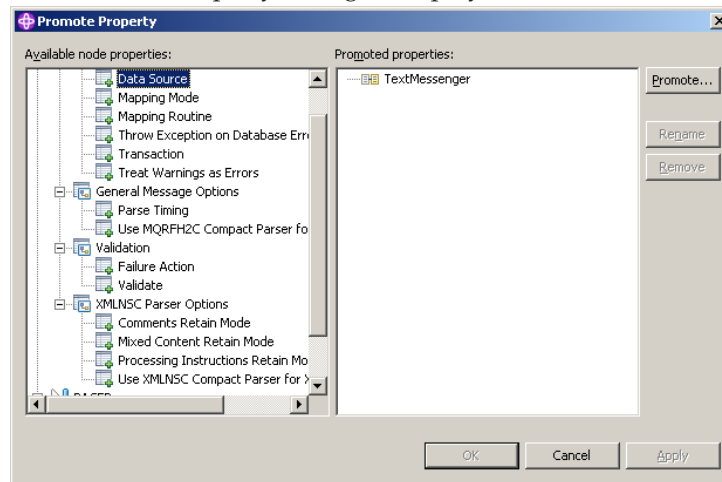 Promote Property
Available node properties:
Promoted properties:
Data Source
Mapping Mode
Mapping Routine
Throw Exception on Database Erro
Transaction
Treat Warnings as Errors
General Message Options
Parse Timing
Use MQRFH2C Compact Parser fo
Validation
Failure Action
Validate
XMLNSC Parser Options
Comments Retain Mode
Mixed Content Retain Mode
Processing Instructions Retain Mo
Use XMLNSC Compact Parser for X
TextMessenger
Promote...
Rename
Remove
OK
Cancel
Apply